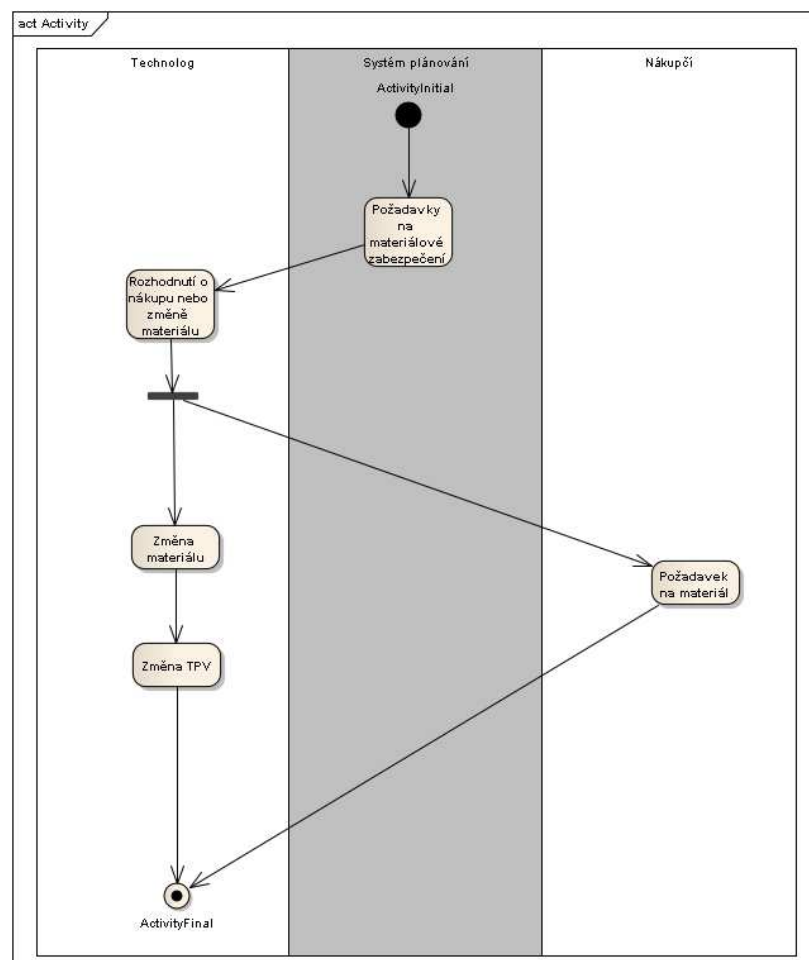 act Activity
Technolog
Systém plánování
Nákupčí
ActivityInitial
Požadavky
na
materiálové
zabezpečení
Rozhodnutí o
nákupu nebo
změně
materiálu
Změna
materiálu
Požadavek
na materiál
Změna TPV
ActivityFinal